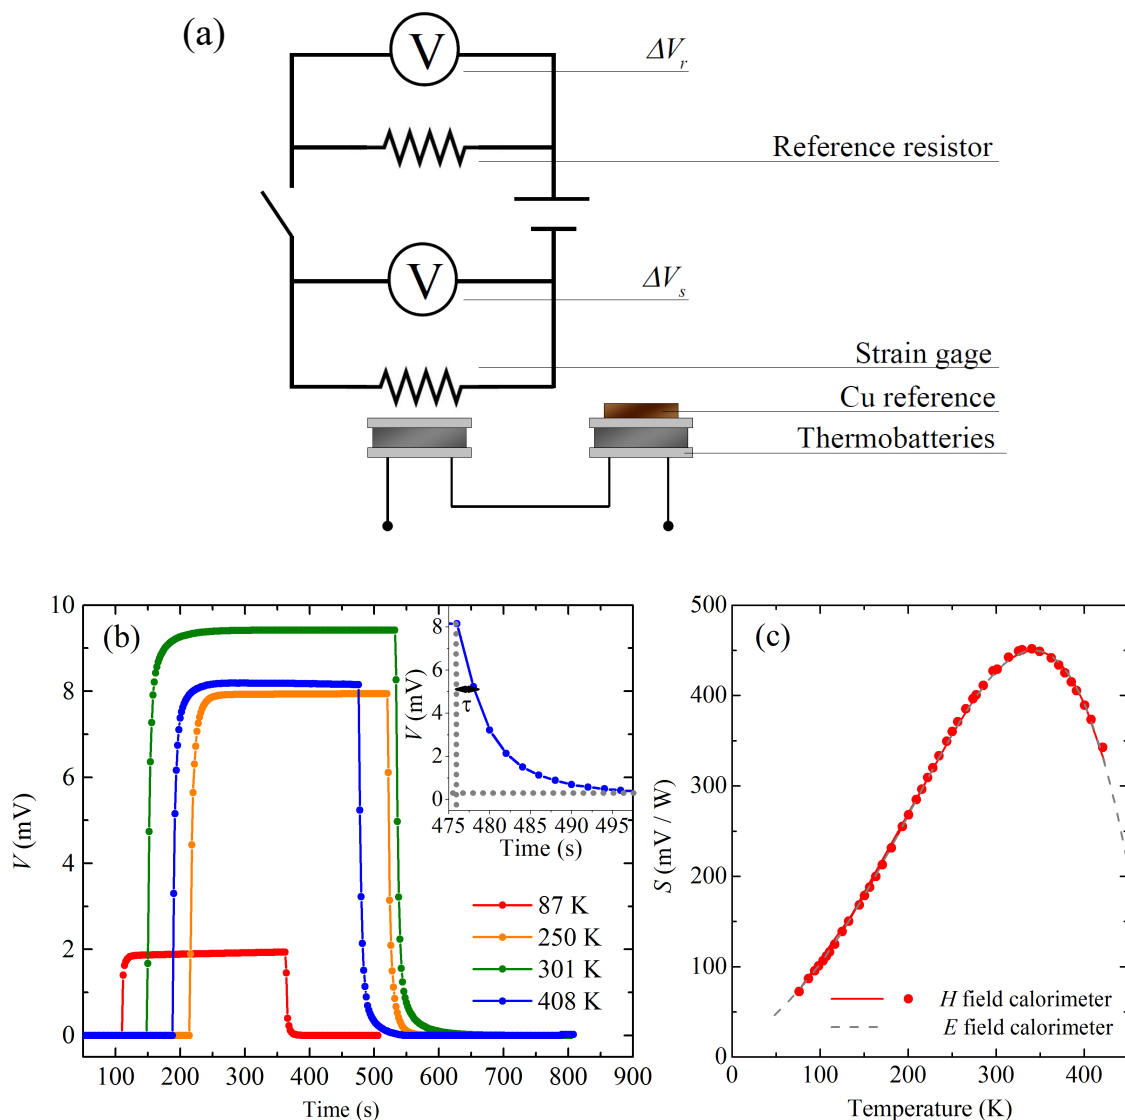 (a)
V
ΔVr
Reference resistor
V
ΔVs
Strain gage
Cu reference
Thermobatteries
(b)
10
8
6
4
2
0
V (mV)
100 200 300 400 500 600 700 800 900
Time (s)
87 K
250 K
301 K
408 K
8
6
4
2
0
V (mV)
τ
475 480 485 490 495
Time (s)
(c)
500
400
300
200
100
0
S (mV / W)
0 100 200 300 400
Temperature (K)
H field calorimeter
E field calorimeter